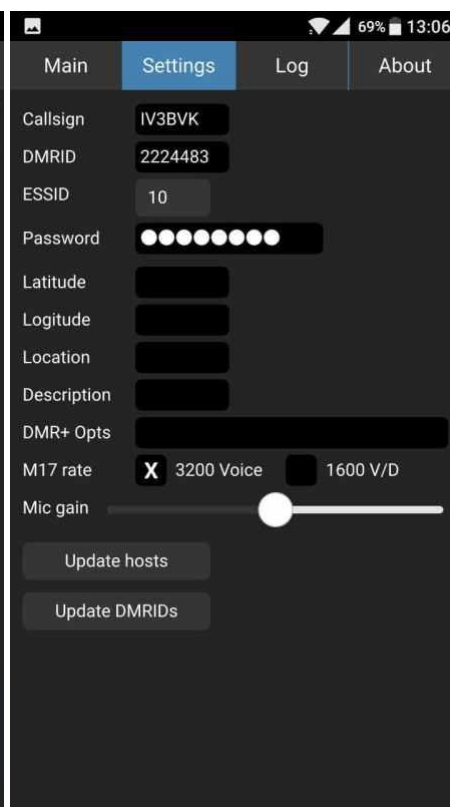 69% 13:06
Main Settings Log About
Callsign IV3BVK
DMRID 2224483
ESSID 10
Password
Latitude
Logitude
Location
Description
DMR+ Opts
M17 rate X 3200 Voice 1600 V/D
Mic gain
Update hosts
Update DMRIDs